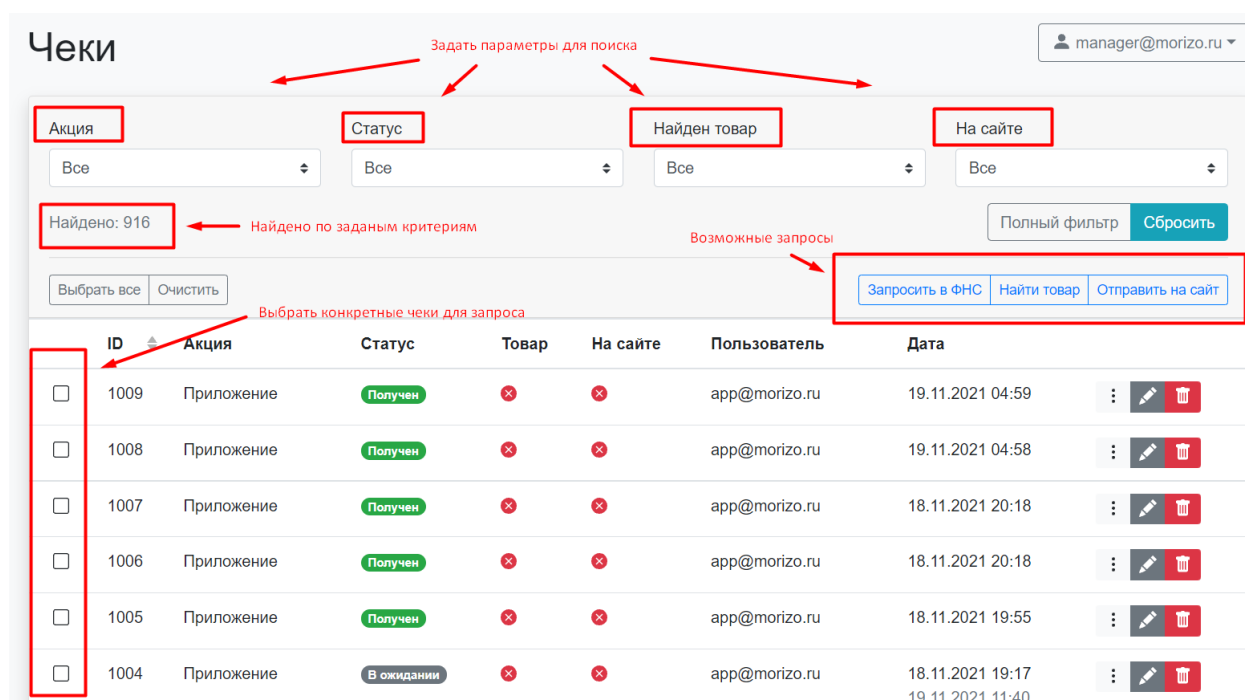 Чеки
Задать параметры для поиска
manager@morizo.ru
Акция
Статус
Найден товар
На сайте
Все
Все
Все
Все
Найдено: 916
Найдено по заданым критериям
Полный фильтр
Сбросить
Возможные запросы
Выбрать все
Очистить
Запросить в ФНС
Найти товар
Отправить на сайт
Выбрать конкретные чеки для запроса
ID Акция Статус Товар На сайте Пользователь Дата
1009 Приложение Получен app@morizo.ru 19.11.2021 04:59
1008 Приложение Получен app@morizo.ru 19.11.2021 04:58
1007 Приложение Получен app@morizo.ru 18.11.2021 20:18
1006 Приложение Получен app@morizo.ru 18.11.2021 20:18
1005 Приложение Получен app@morizo.ru 18.11.2021 19:55
1004 Приложение В ожидании app@morizo.ru 18.11.2021 19:17
19.11.2021 11:40